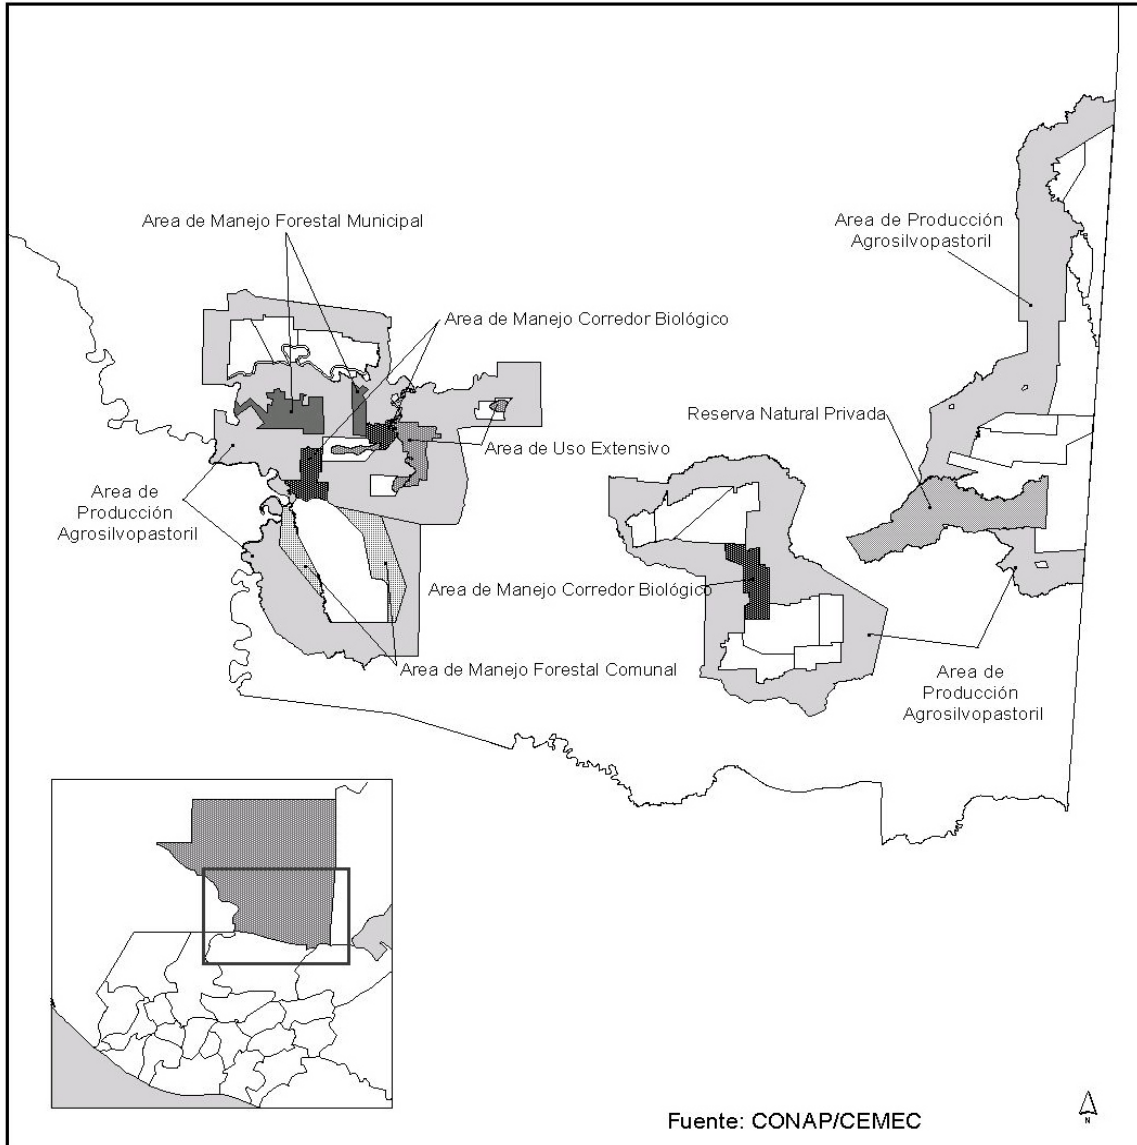 Area de Manejo Forestal Municipal
Area de Producción
Agrosilvopastoril
Area de Manejo Corredor Biológico
Reserva Natural Privada
Area de Uso Extensivo
Area de
Producción
Agrosilvopastoril
Area de Manejo Corredor Biológico
Area de Manejo Forestal Comunal
Area de
Producción
Agrosilvopastoril
Fuente: CONAP/CEMEC
N